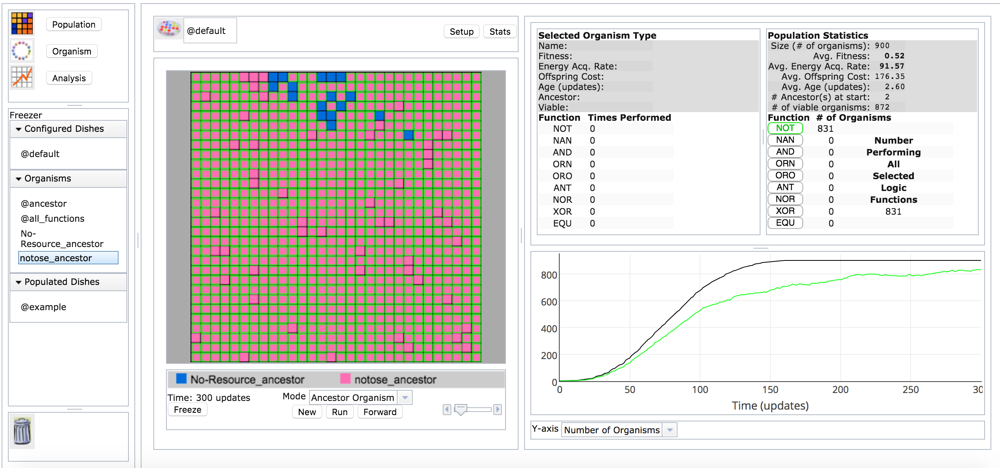 Population
Organism
Analysis
Freezer
Configured Dishes
@default
Organisms
@ancestor
@all_functions
No-
Resource_ancestor
notose_ancestor
Populated Dishes
@example
@default
Setup Stats
No-Resource_ancestor notose_ancestor
Time: 300 updates Mode Ancestor Organism
Freeze New Run Forward
Selected Organism Type
Name:
Fitness:
Energy Acq. Rate:
Offspring Cost:
Age (updates):
Ancestor:
Viable:
Function Times Performed
NOT 0
NAN 0
AND 0
ORN 0
ORO 0
ANT 0
NOR 0
XOR 0
EQU 0
Population Statistics
Size (# of organisms): 900
Avg. Fitness: 0.52
Avg. Energy Acq. Rate: 91.57
Avg. Offspring Cost: 176.35
Avg. Age (updates): 2.60
# Ancestor(s) at start: 2
# of viable organisms: 872
Function # of Organisms
NOT 831
NAN 0 Number
AND 0 Performing
ORN 0 All
ORO 0 Selected
ANT 0 Logic
NOR 0 Functions
XOR 0 831
EQU 0
800
600
400
200
0
0 50 100 150 200 250 30
Time (updates)
Y-axis Number of Organisms